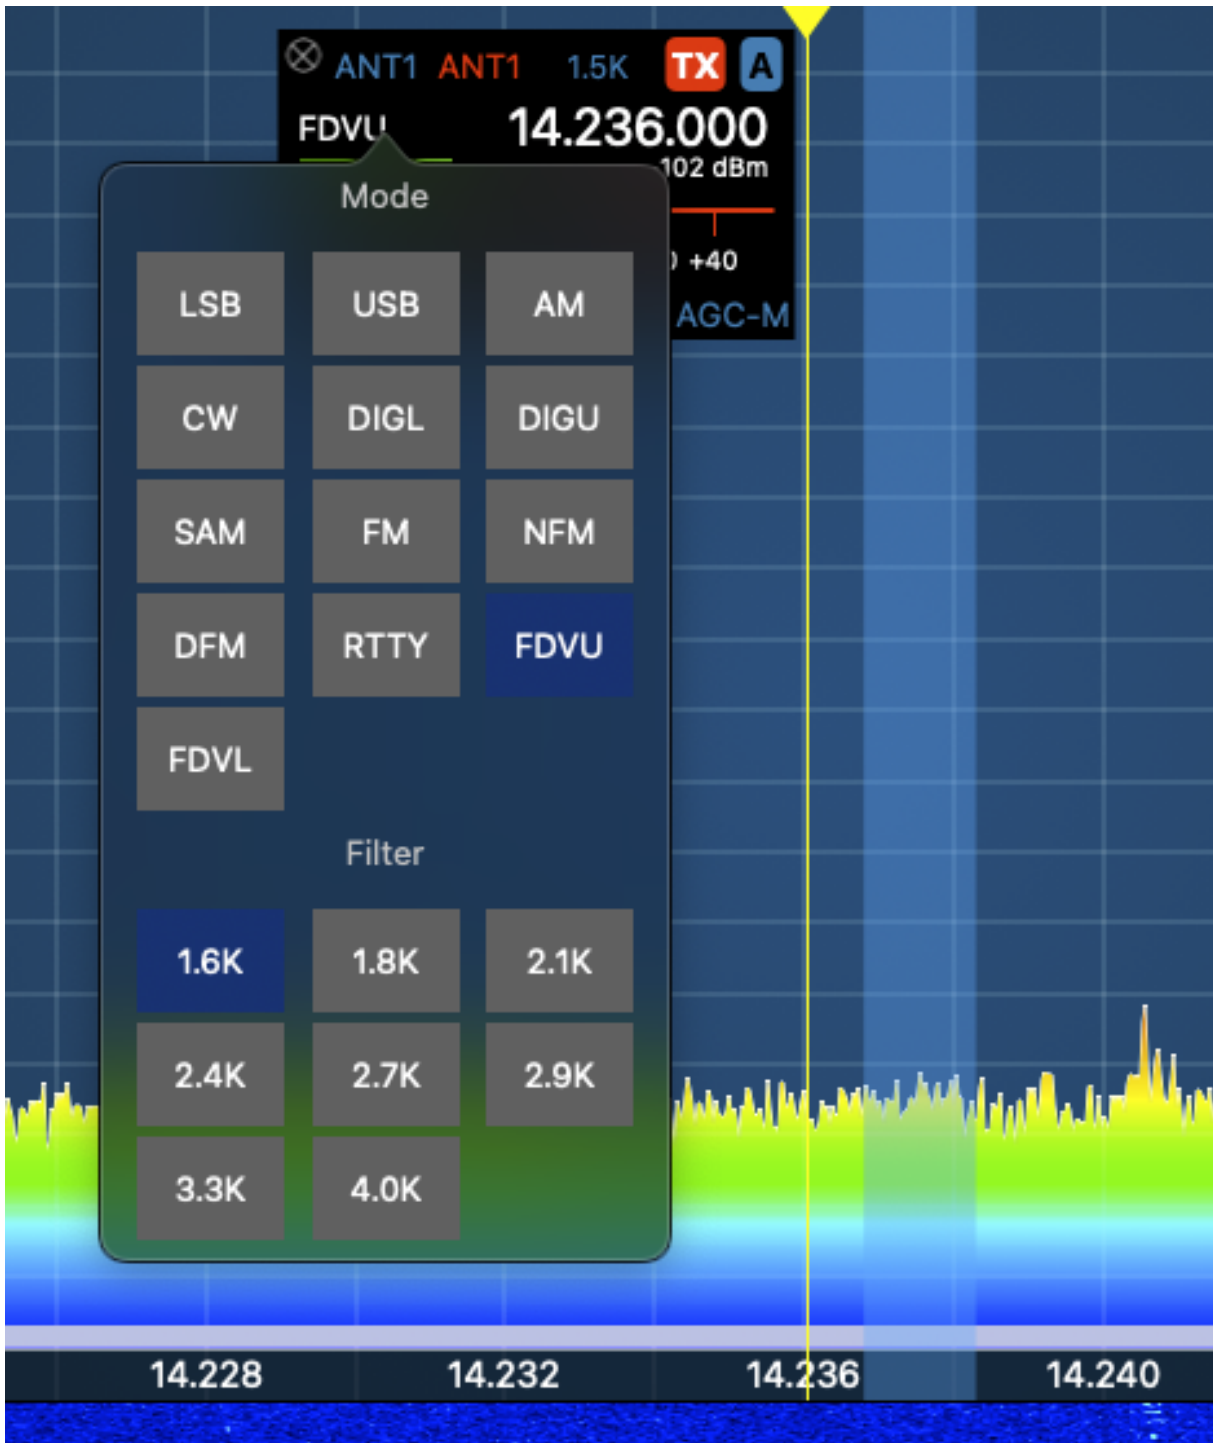 ANT1 ANT1 1.5K TX A
FDVU 14.236.000
102 dBm
+40
AGC-M
Mode
LSB USB AM
CW DIGL DIGU
SAM FM NFM
DFM RTTY FDVU
FDVL
Filter
1.6K 1.8K 2.1K
2.4K 2.7K 2.9K
3.3K 4.0K
14.228 14.232 14.236 14.240